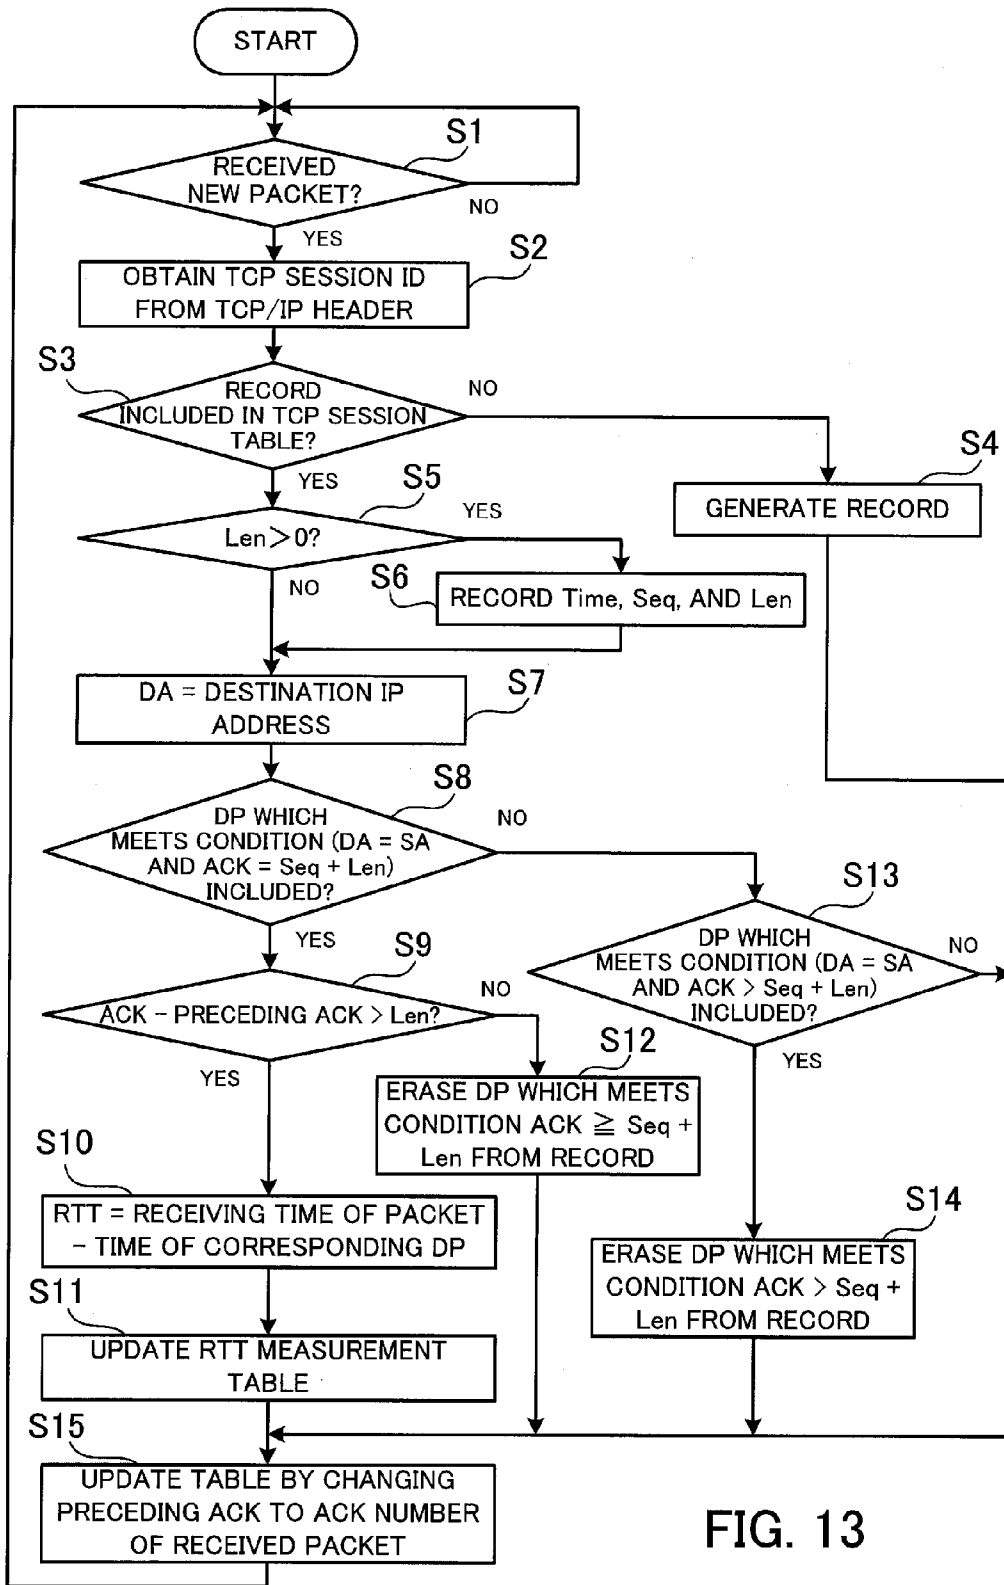 START
S1
RECEIVED
NEW PACKET?
NO
YES
S2
OBTAIN TCP SESSION ID
FROM TCP/IP HEADER
S3
RECORD
INCLUDED IN TCP SESSION
TABLE?
NO
YES
S4
GENERATE RECORD
S5
Len > 0?
YES
NO
S6
RECORD Time, Seq, AND Len
S7
DA = DESTINATION IP
ADDRESS
S8
DP WHICH
MEETS CONDITION (DA = SA
AND ACK = Seq + Len)
INCLUDED?
NO
YES
S13
DP WHICH
MEETS CONDITION (DA = SA
AND ACK > Seq + Len)
INCLUDED?
NO
YES
S9
ACK - PRECEDING ACK > Len?
NO
YES
S12
ERASE DP WHICH MEETS
CONDITION ACK ≧ Seq +
Len FROM RECORD
S10
RTT = RECEIVING TIME OF PACKET
- TIME OF CORRESPONDING DP
S14
ERASE DP WHICH MEETS
CONDITION ACK > Seq +
Len FROM RECORD
S11
UPDATE RTT MEASUREMENT
TABLE
S15
UPDATE TABLE BY CHANGING
PRECEDING ACK TO ACK NUMBER
OF RECEIVED PACKET
FIG. 13